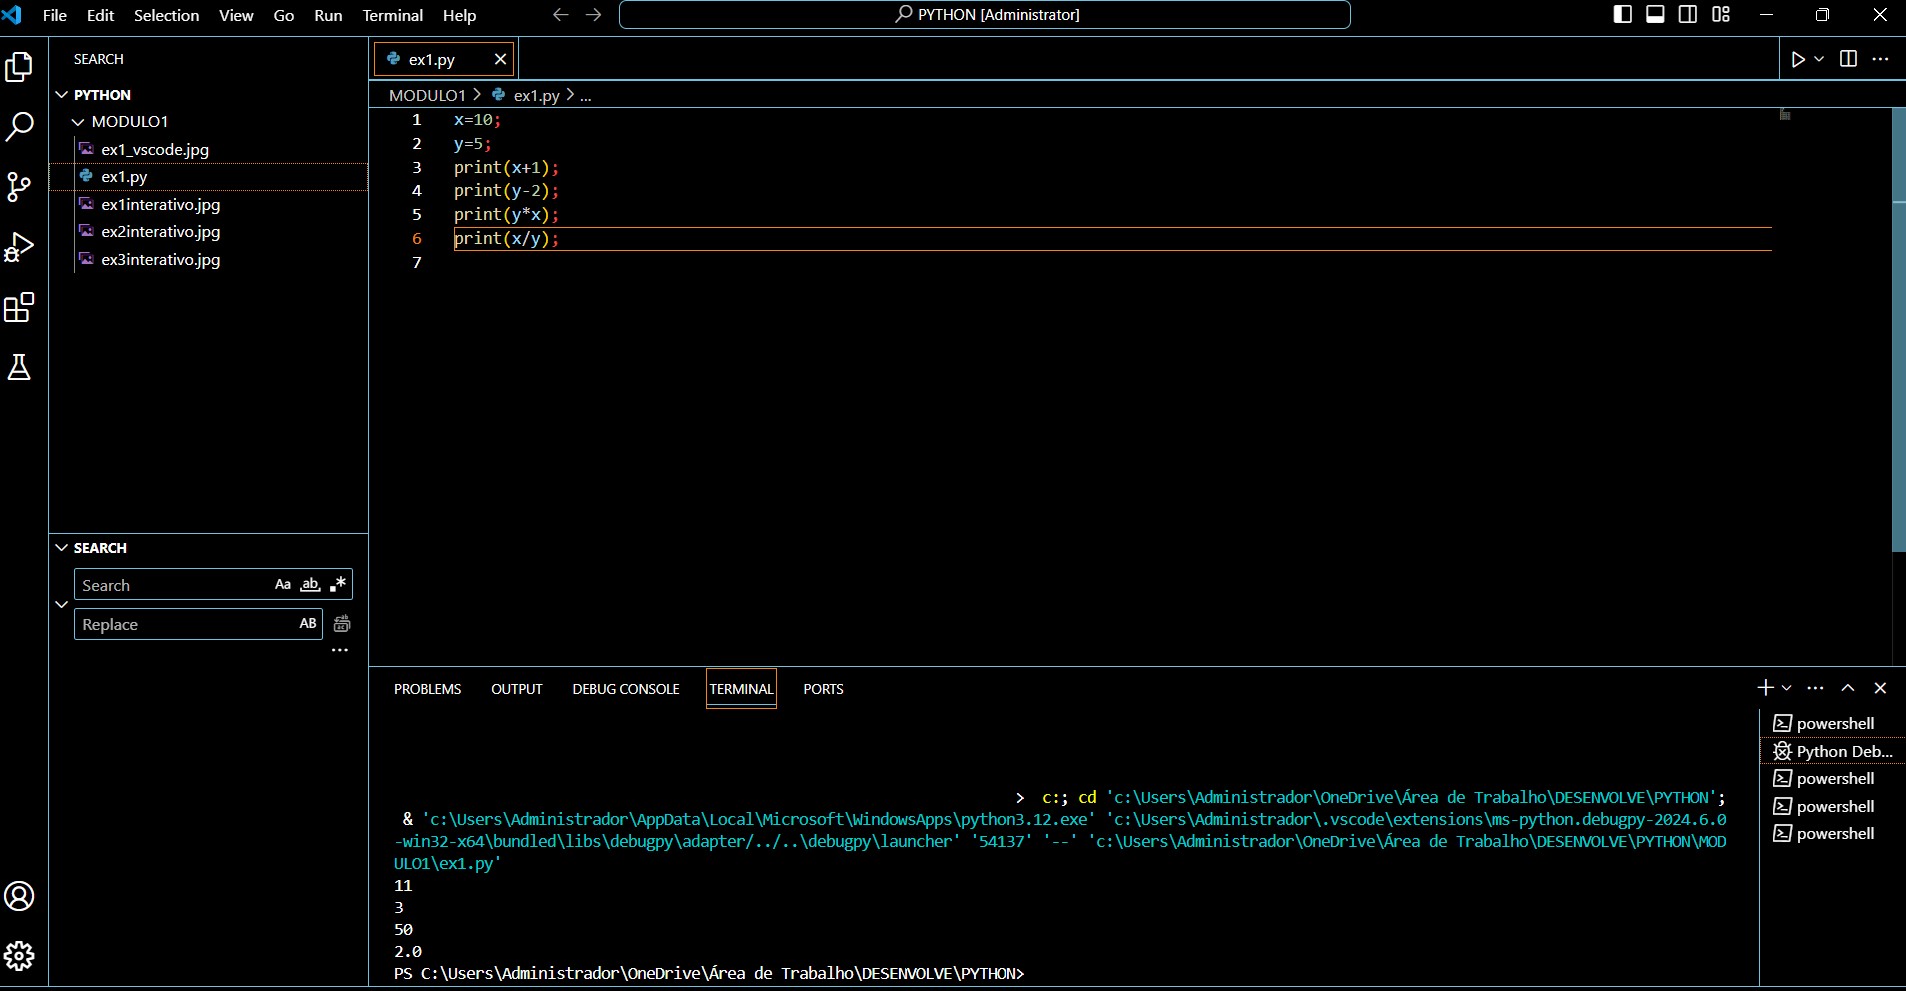 File Edit Selection View Go Run Terminal Help
PYTHON [Administrator]
SEARCH
PYTHON
MODULO1
ex1_vscode.jpg
ex1.py
ex1interativo.jpg
ex2interativo.jpg
ex3interativo.jpg
SEARCH
Search Aa ab
Replace AB
ex1.py
MODULO1 > ex1.py > ...
1 x=10;
2 y=5;
3 print(x+1);
4 print(y-2);
5 print(y*x);
6 print(x/y);
7
PROBLEMS OUTPUT DEBUG CONSOLE TERMINAL PORTS
> c:; cd 'c:\Users\Administrador\OneDrive\Área de Trabalho\DESENVOLVE\PYTHON';
& 'c:\Users\Administrador\AppData\Local\Microsoft\WindowsApps\python3.12.exe' 'c:\Users\Administrador\.vscode\extensions\ms-python.debugpy-2024.6.0
-win32-x64\bundled\libs\debugpy\adapter/../..\debugpy\launcher' '54137' '--' 'c:\Users\Administrador\OneDrive\Área de Trabalho\DESENVOLVE\PYTHON\MOD
ULO1\ex1.py'
11
3
50
2.0
PS C:\Users\Administrador\OneDrive\Área de Trabalho\DESENVOLVE\PYTHON>
powershell
Python Deb...
powershell
powershell
powershell